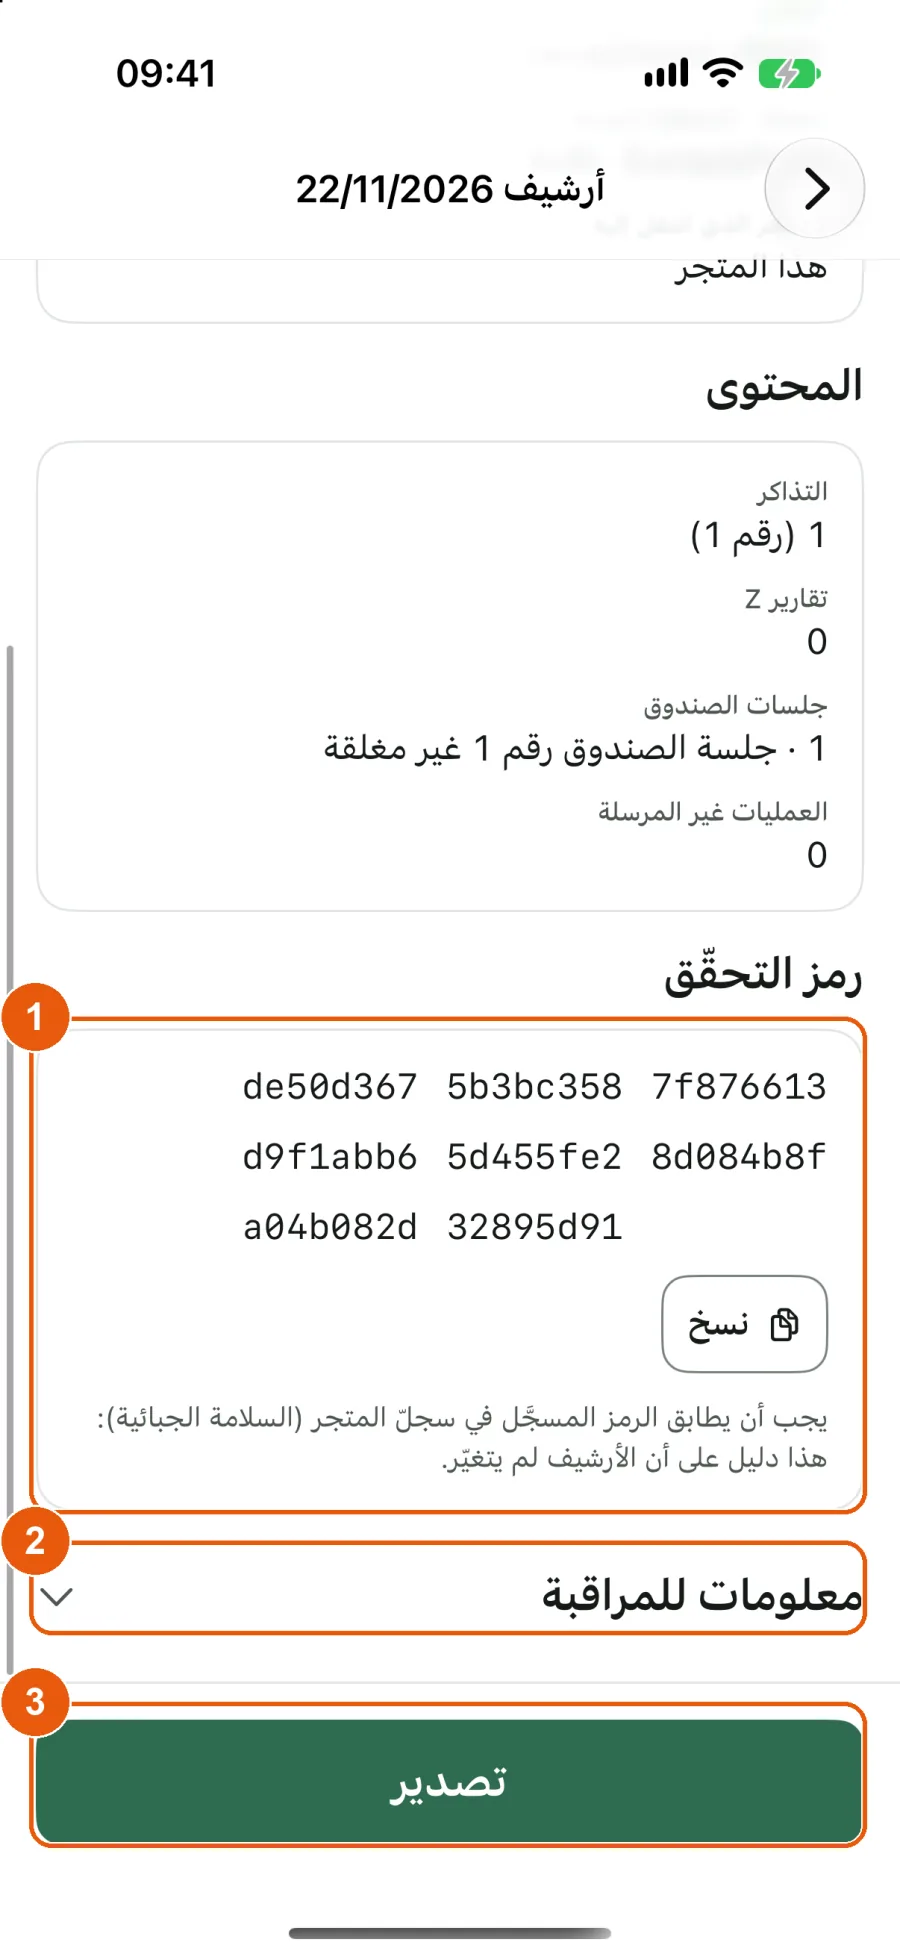 09:41
أرشيف 22/11/2026
هذا المتجر
المحتوى
التذاكر
1 (رقم 1)
تقارير Z
0
جلسات الصندوق
1 · جلسة الصندوق رقم 1 غير مغلقة
العمليات غير المرسلة
0
رمز التحقّق
1
de50d367 5b3bc358 7f876613
d9f1abb6 5d455fe2 8d084b8f
a04b082d 32895d91
نسخ
يجب أن يطابق الرمز المسجَّل في سجلّ المتجر (السلامة الجبائية):
هذا دليل على أن الأرشيف لم يتغيّر.
2
معلومات للمراقبة
3
تصدير